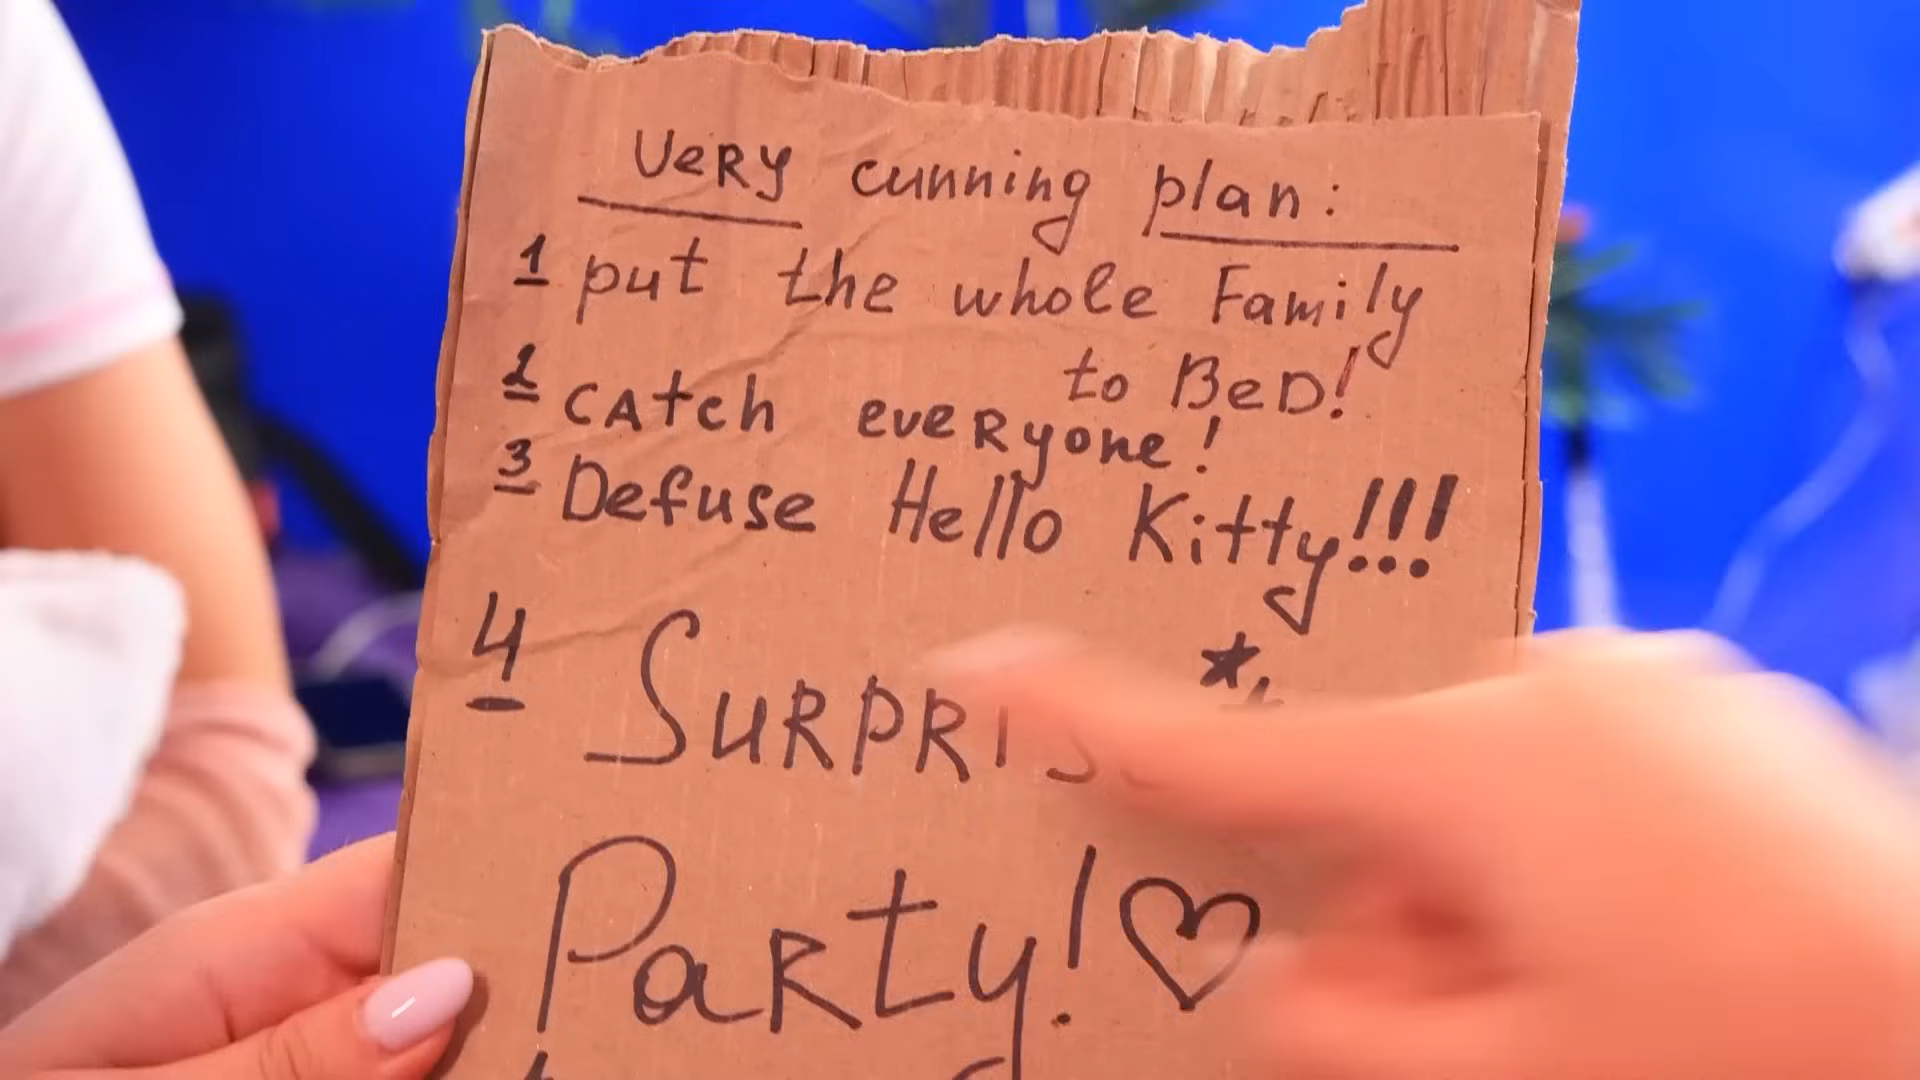 VeRy cunning plan:
1 put the whole Family
to BeD!
2 CAtch eveRyone!
3 Defuse Hello Kitty!!!
4 SURPRIS
PaRty!♡